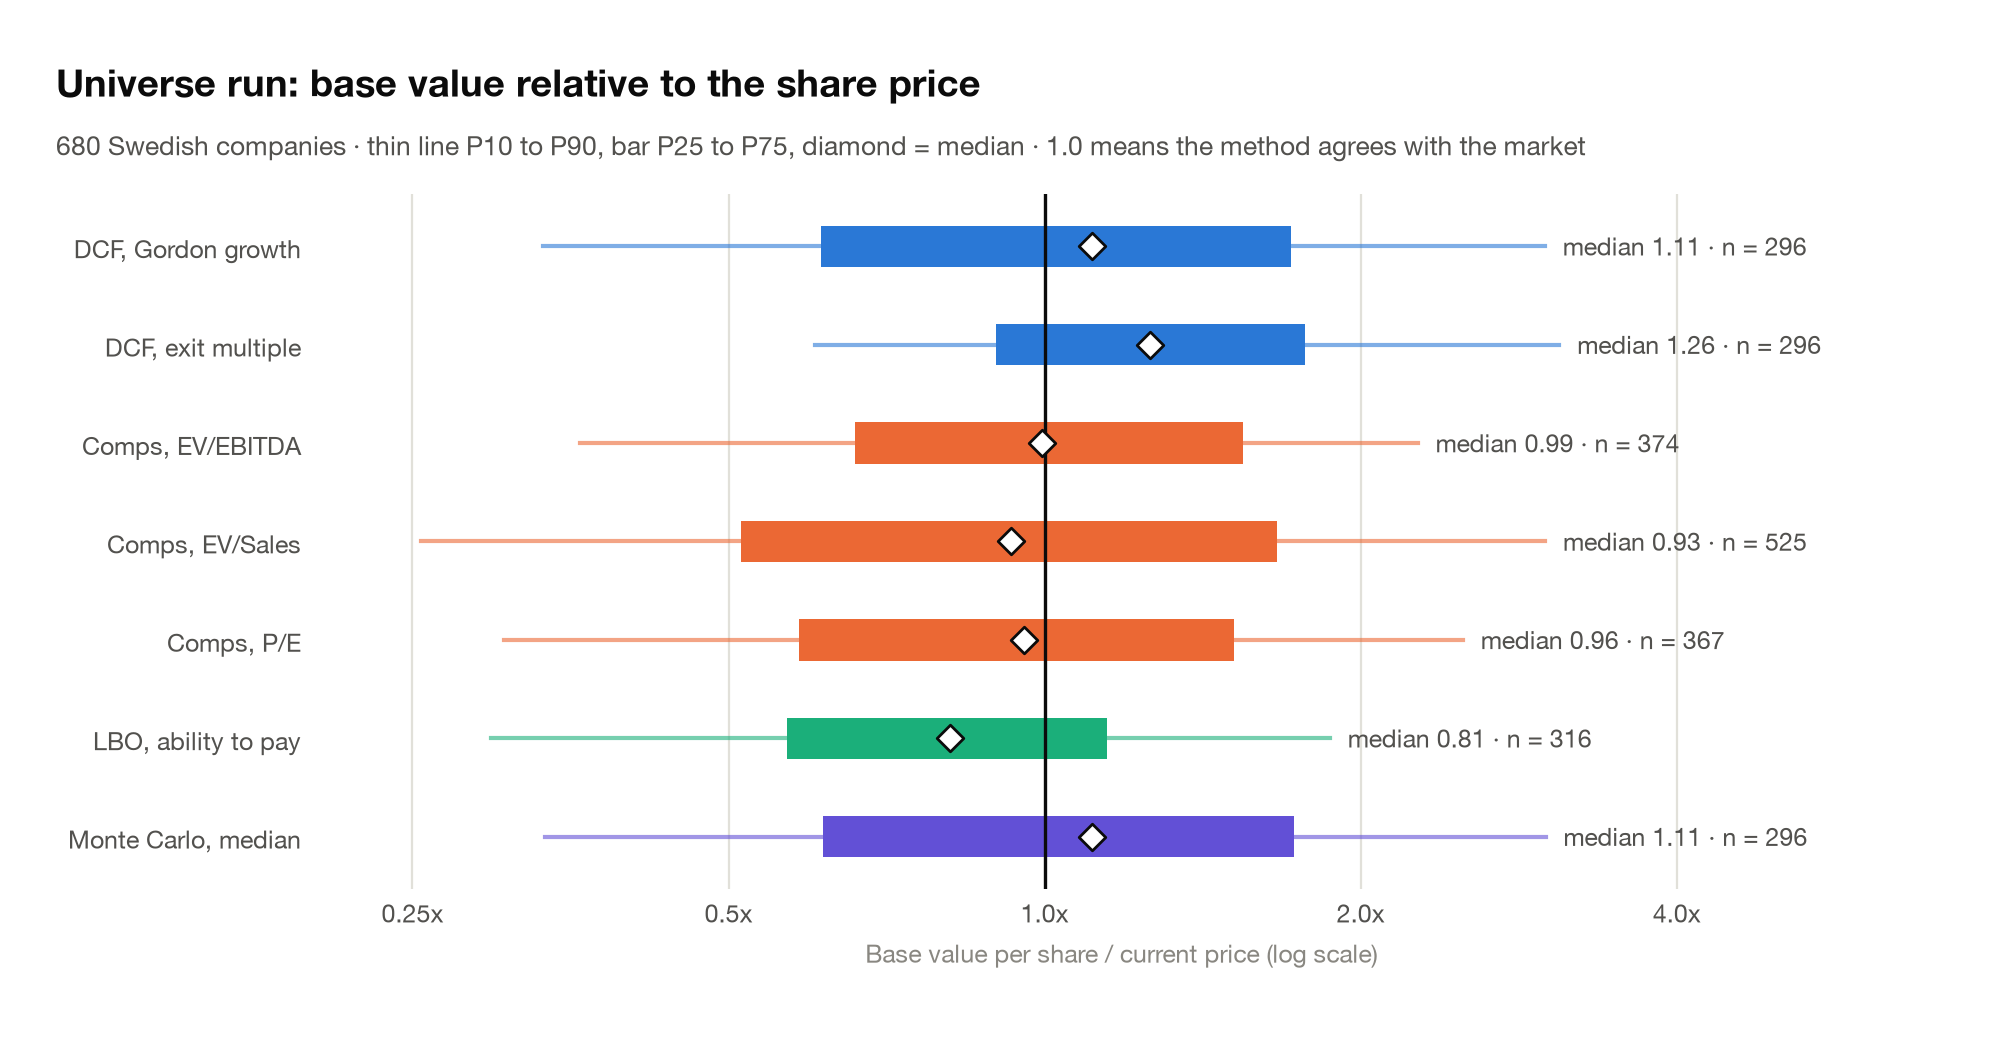 Universe run: base value relative to the share price
680 Swedish companies · thin line P10 to P90, bar P25 to P75, diamond = median · 1.0 means the method agrees with the market
DCF, Gordon growth
median 1.11 · n = 296
DCF, exit multiple
median 1.26 · n = 296
Comps, EV/EBITDA
median 0.99 · n = 374
Comps, EV/Sales
median 0.93 · n = 525
Comps, P/E
median 0.96 · n = 367
LBO, ability to pay
median 0.81 · n = 316
Monte Carlo, median
median 1.11 · n = 296
0.25x 0.5x 1.0x 2.0x 4.0x
Base value per share / current price (log scale)